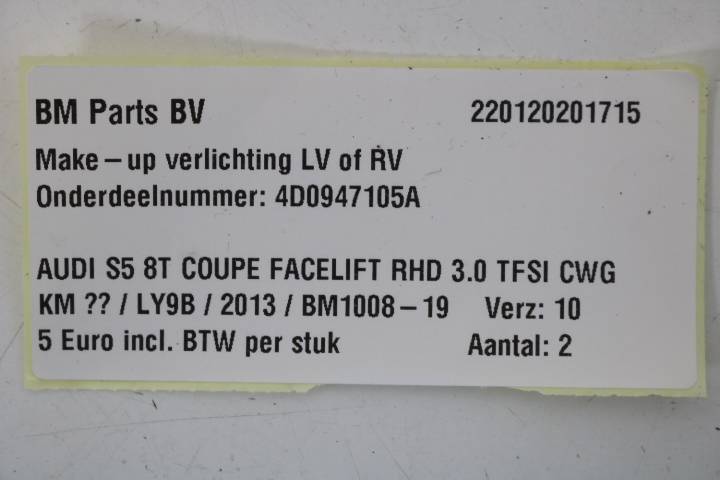 BM Parts BV 220120201715
Make-up verlichting LV of RV
Onderdeelnummer: 4D0947105A
AUDI S5 8T COUPE FACELIFT RHD 3.0 TFSI CWG
KM ?? / LY9B / 2013 / BM1008-19 Verz: 10
5 Euro incl. BTW per stuk Aantal: 2